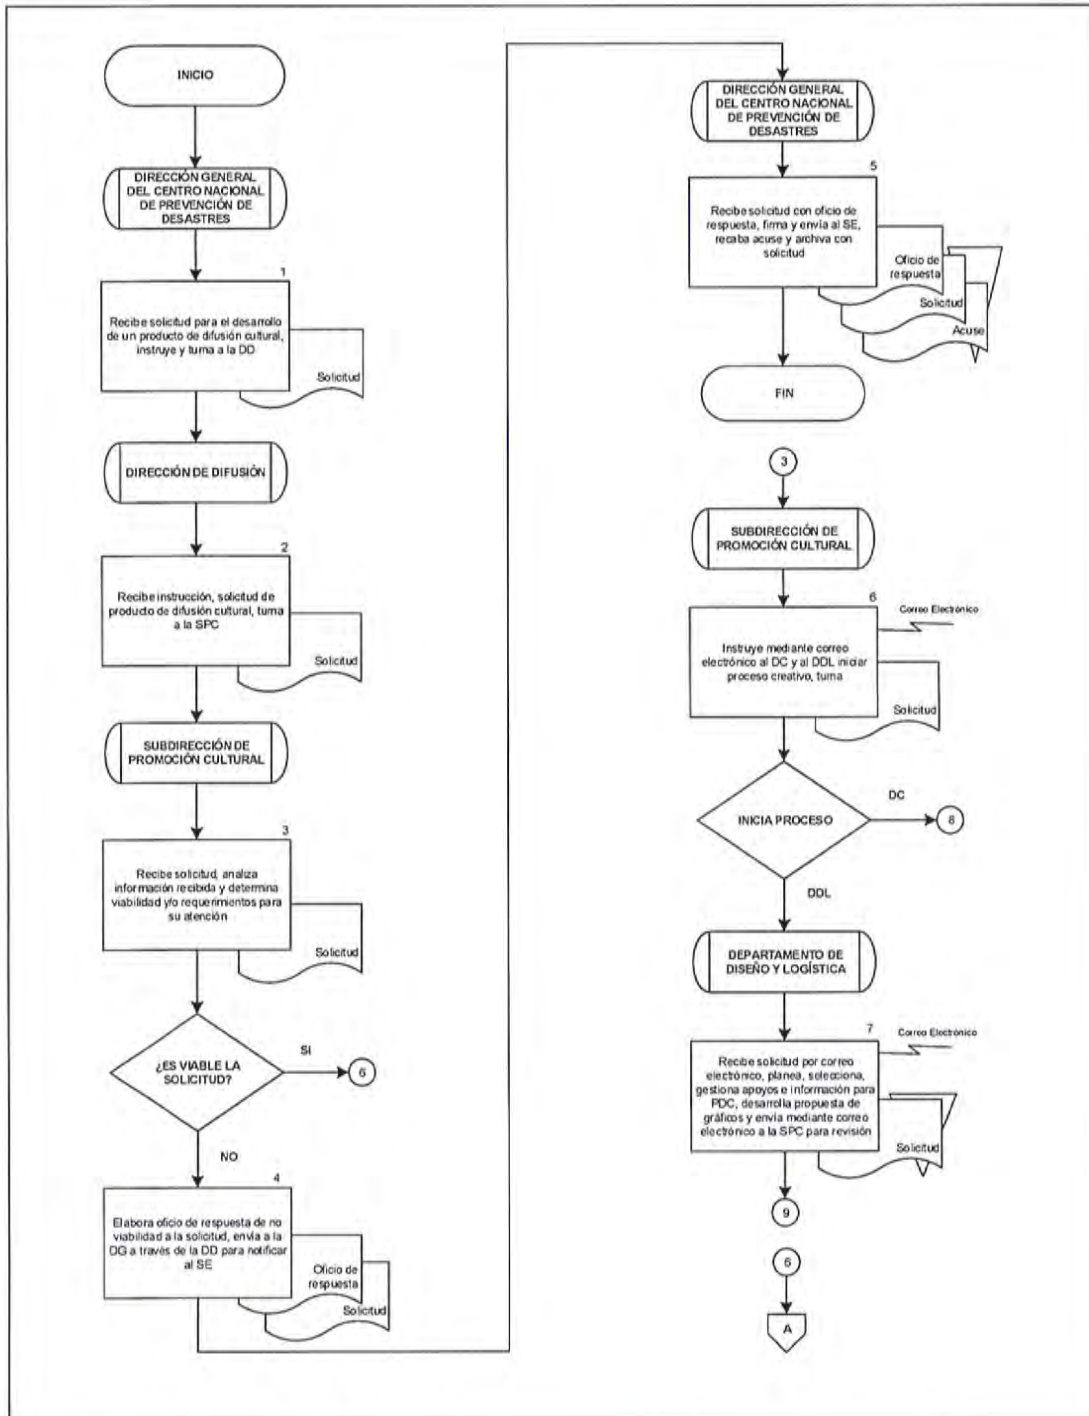 INICIO
DIRECCIÓN GENERAL
DEL CENTRO NACIONAL
DE PREVENCIÓN DE
DESASTRES
1
Recibe solicitud para el desarrollo
de un producto de difusión cultural,
instruye y turna a la DD
Solicitud
DIRECCIÓN DE DIFUSIÓN
2
Recibe instrucción, solicitud de
producto de difusión cultural, turna
a la SPC
Solicitud
SUBDIRECCIÓN DE
PROMOCIÓN CULTURAL
3
Recibe solicitud, analiza
información recibida y determina
viabilidad y/o requerimientos para
su atención
Solicitud
¿ES VIABLE LA
SOLICITUD?
SI
6
NO
4
Elabora oficio de respuesta de no
viabilidad a la solicitud, envía a la
DG a través de la DD para notificar
al SE
Oficio de
respuesta
Solicitud
DIRECCIÓN GENERAL
DEL CENTRO NACIONAL
DE PREVENCIÓN DE
DESASTRES
5
Recibe solicitud con oficio de
respuesta, firma y envía al SE,
recaba acuse y archiva con
solicitud
Oficio de
respuesta
Solicitud
Acuse
FIN
3
SUBDIRECCIÓN DE
PROMOCIÓN CULTURAL
6
Correo Electrónico
Instruye mediante correo
electrónico al DC y al DDL iniciar
proceso creativo, turna
Solicitud
INICIA PROCESO
DC
8
DDL
DEPARTAMENTO DE
DISEÑO Y LOGÍSTICA
7
Correo Electrónico
Recibe solicitud por correo
electrónico, planea, selecciona,
gestiona apoyos e información para
PDC, desarrolla propuesta de
gráficos y envía mediante correo
electrónico a la SPC para revisión
Solicitud
9
6
A